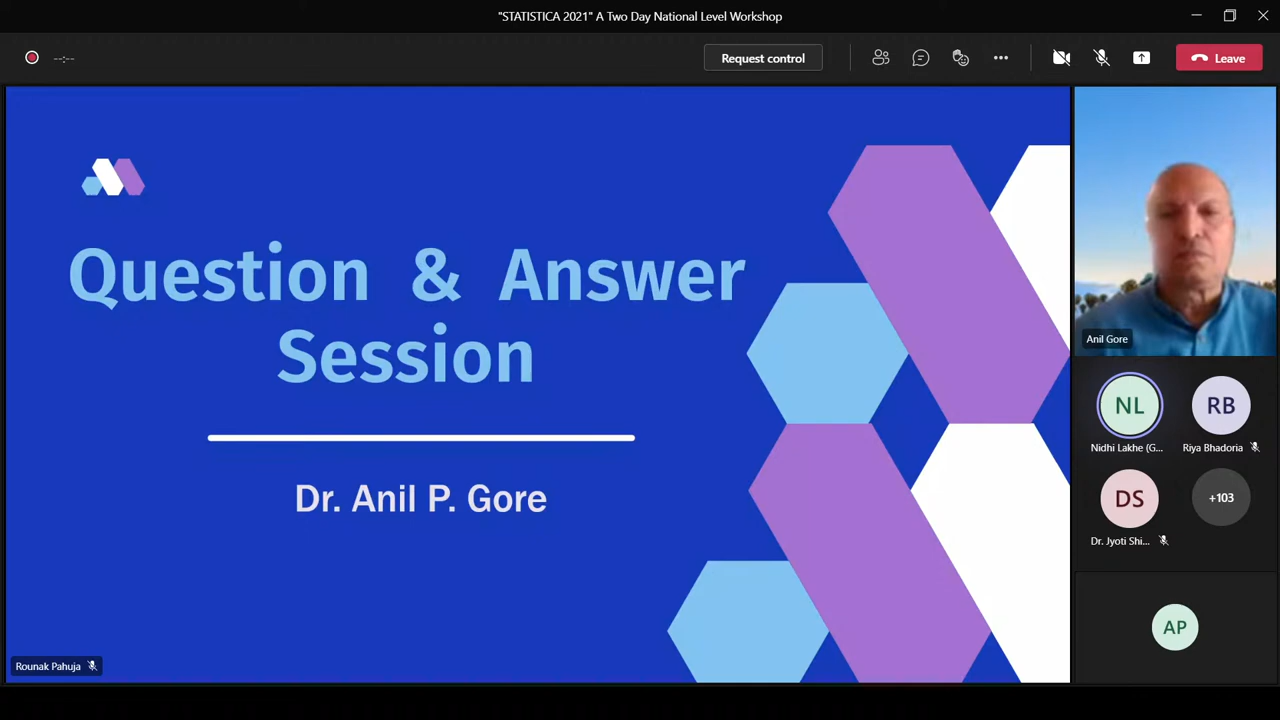 "STATISTICA 2021" A Two Day National Level Workshop
--:--
Request control
Leave
Question & Answer
Session
Dr. Anil P. Gore
Rounak Pahuja
Anil Gore
NL
RB
Nidhi Lakhe (G...
Riya Bhadoria
DS
+103
Dr. Jyoti Shi...
AP